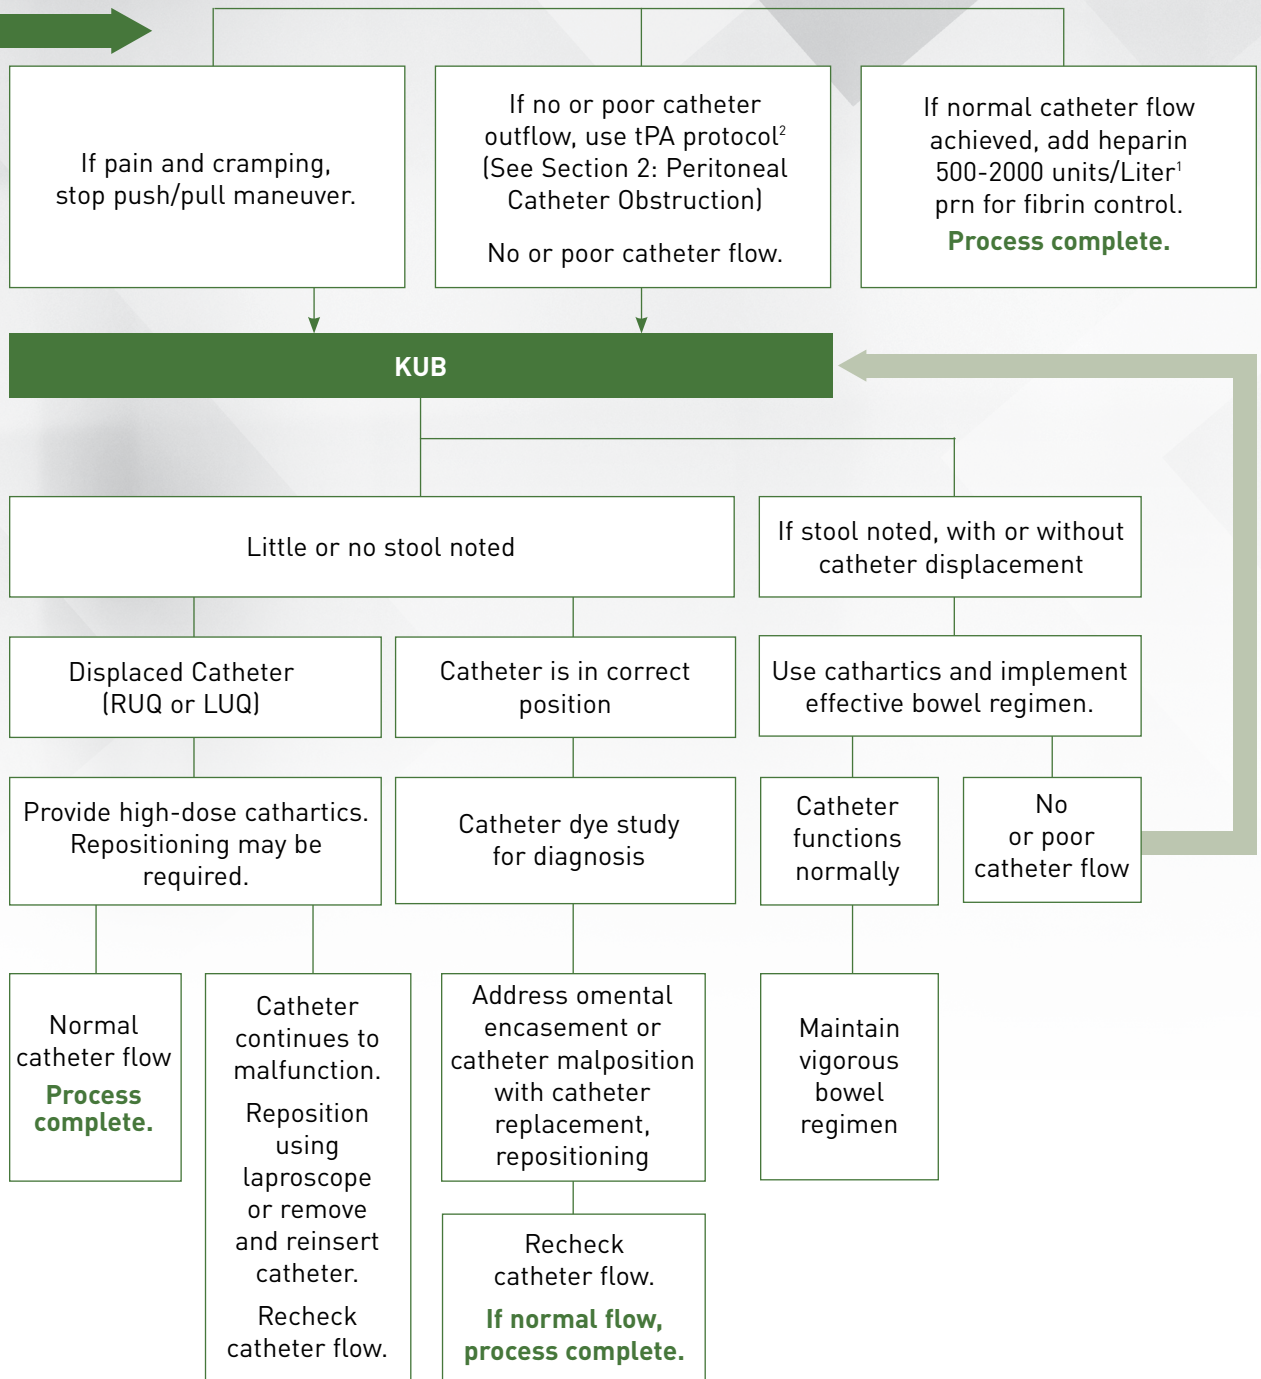 If pain and cramping,
stop push/pull maneuver.
If no or poor catheter
outflow, use tPA protocol²
(See Section 2: Peritoneal
Catheter Obstruction)
No or poor catheter flow.
If normal catheter flow
achieved, add heparin
500-2000 units/Liter¹
prn for fibrin control.
Process complete.
KUB
Little or no stool noted
If stool noted, with or without
catheter displacement
Displaced Catheter
(RUQ or LUQ)
Catheter is in correct
position
Use cathartics and implement
effective bowel regimen.
Provide high-dose cathartics.
Repositioning may be
required.
Catheter dye study
for diagnosis
Catheter
functions
normally
No
or poor
catheter flow
Normal
catheter flow
Process
complete.
Catheter
continues to
malfunction.
Reposition
using
laproscope
or remove
and reinsert
catheter.
Recheck
catheter flow.
Address omental
encasement or
catheter malposition
with catheter
replacement,
repositioning
Recheck
catheter flow.
If normal flow,
process complete.
Maintain
vigorous
bowel
regimen